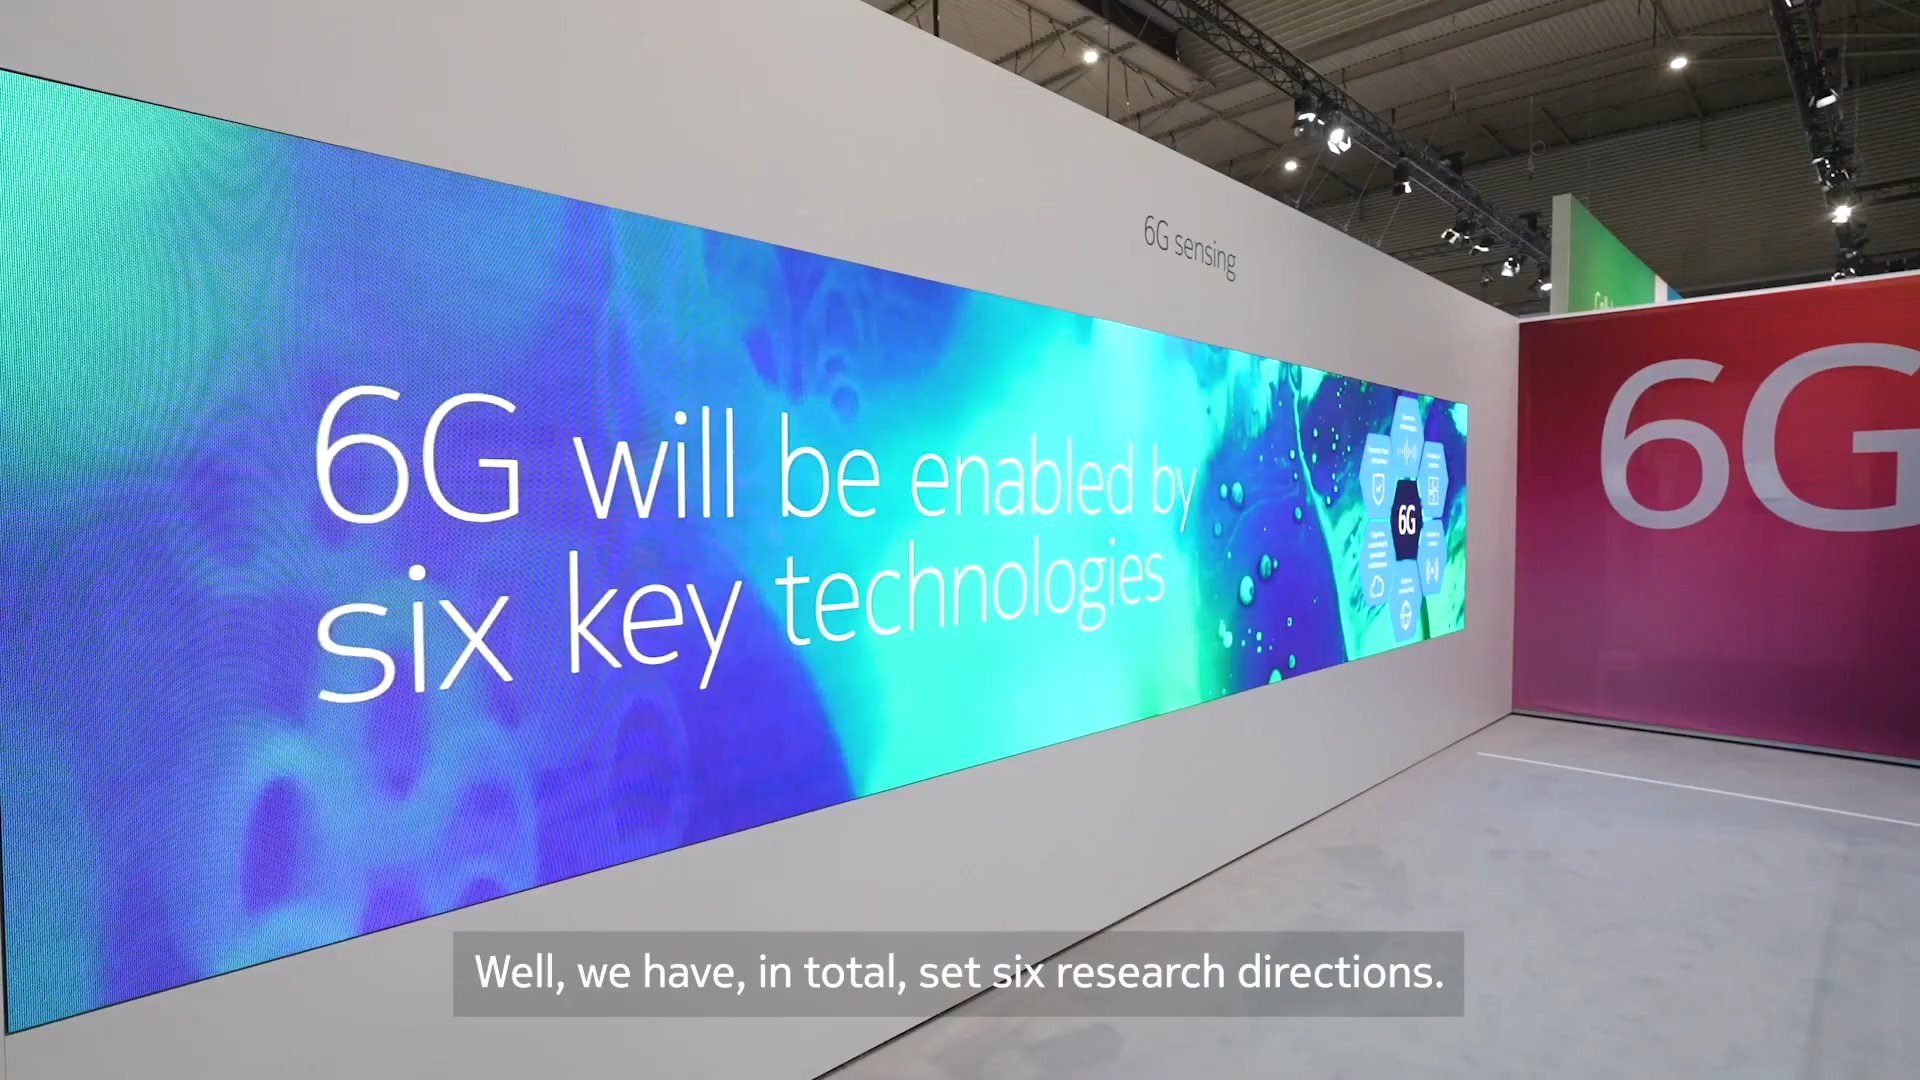 6G sensing
6G will be enabled by
six key technologies
6G
6G
Well, we have, in total, set six research directions.